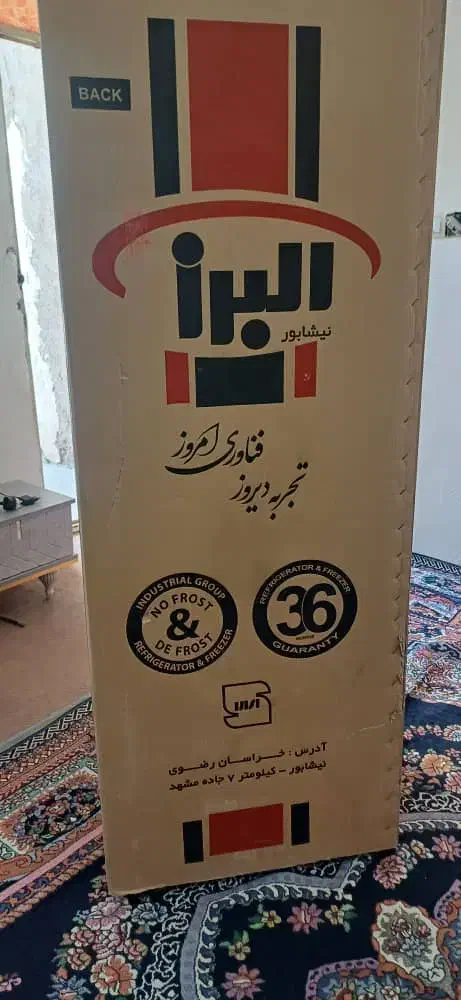 BACK
البرز
نیشابور
فناوری امروز
تجربه دیروز
INDUSTRIAL GROUP
NO FROST
&
DE FROST
REFRIGERATOR & FREEZER
REFRIGERATOR & FREEZER
36
GUARANTY
آدرس : خراسان رضوی
نیشابور - کیلومتر ۷ جاده مشهد